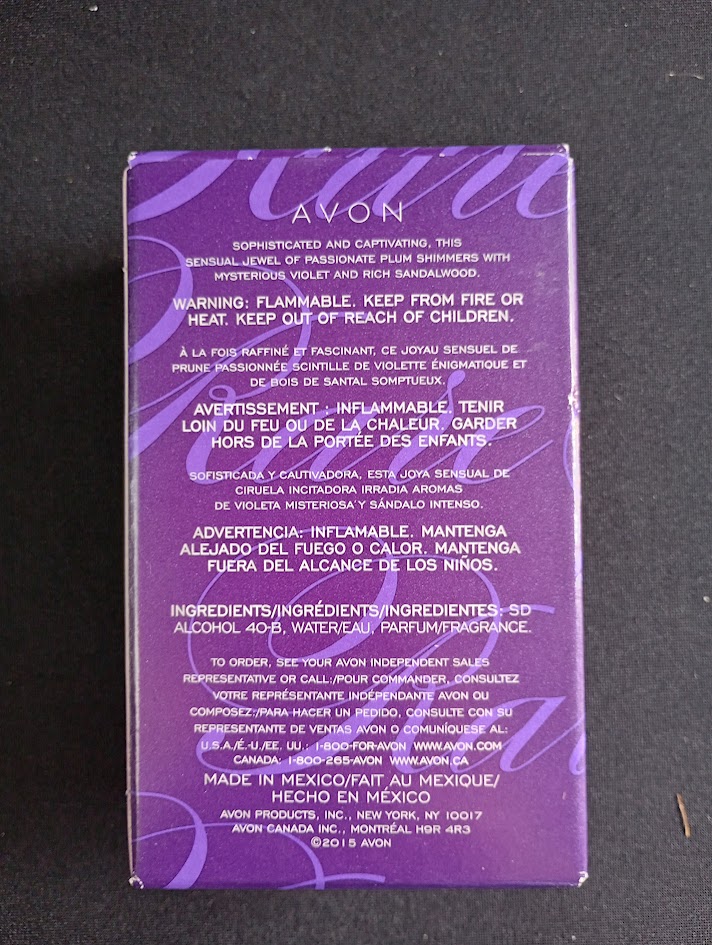 AVON
SOPHISTICATED AND CAPTIVATING, THIS
SENSUAL JEWEL OF PASSIONATE PLUM SHIMMERS WITH
MYSTERIOUS VIOLET AND RICH SANDALWOOD.
WARNING: FLAMMABLE. KEEP FROM FIRE OR
HEAT. KEEP OUT OF REACH OF CHILDREN.
À LA FOIS RAFFINÉ ET FASCINANT, CE JOYAU SENSUEL DE
PRUNE PASSIONNÉE SCINTILLE DE VIOLETTE ÉNIGMATIQUE ET
DE BOIS DE SANTAL SOMPTUEUX.
AVERTISSEMENT : INFLAMMABLE. TENIR
LOIN DU FEU OU DE LA CHALEUR. GARDER
HORS DE LA PORTÉE DES ENFANTS.
SOFISTICADA Y CAUTIVADORA, ESTA JOYA SENSUAL DE
CIRUELA INCITADORA IRRADIA AROMAS
DE VIOLETA MISTERIOSA Y SÁNDALO INTENSO.
ADVERTENCIA: INFLAMABLE. MANTENGA
ALEJADO DEL FUEGO O CALOR. MANTENGA
FUERA DEL ALCANCE DE LOS NIÑOS.
INGREDIENTS/INGRÉDIENTS/INGREDIENTES: SD
ALCOHOL 40-B, WATER/EAU, PARFUM/FRAGRANCE.
TO ORDER, SEE YOUR AVON INDEPENDENT SALES
REPRESENTATIVE OR CALL:/POUR COMMANDER, CONSULTEZ
VOTRE REPRÉSENTANTE INDÉPENDANTE AVON OU
COMPOSEZ:/PARA HACER UN PEDIDO, CONSULTE CON SU
REPRESENTANTE DE VENTAS AVON O COMUNÍQUESE AL:
U.S.A./É.-U./EE. UU.: 1-800-FOR-AVON WWW.AVON.COM
CANADA: 1-800-265-AVON WWW.AVON.CA
MADE IN MEXICO/FAIT AU MEXIQUE/
HECHO EN MÉXICO
AVON PRODUCTS, INC., NEW YORK, NY 10017
AVON CANADA INC., MONTRÉAL H9R 4R3
©2015 AVON